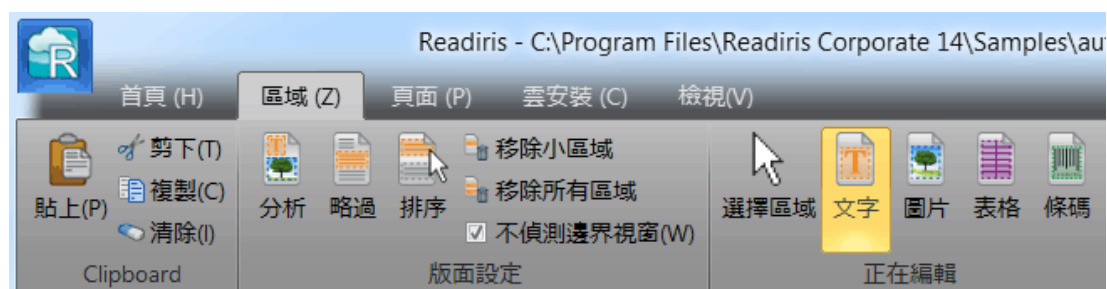 Readiris - C:\Program Files\Readiris Corporate 14\Samples\au
首頁 (H) 區域 (Z) 頁面 (P) 雲安裝 (C) 檢視(V)
貼上(P)
剪下(T)
複製(C)
清除(I)
Clipboard
分析 略過 排序
移除小區域
移除所有區域
不偵測邊界視窗(W)
版面設定
選擇區域 文字 圖片 表格 條碼
正在編輯